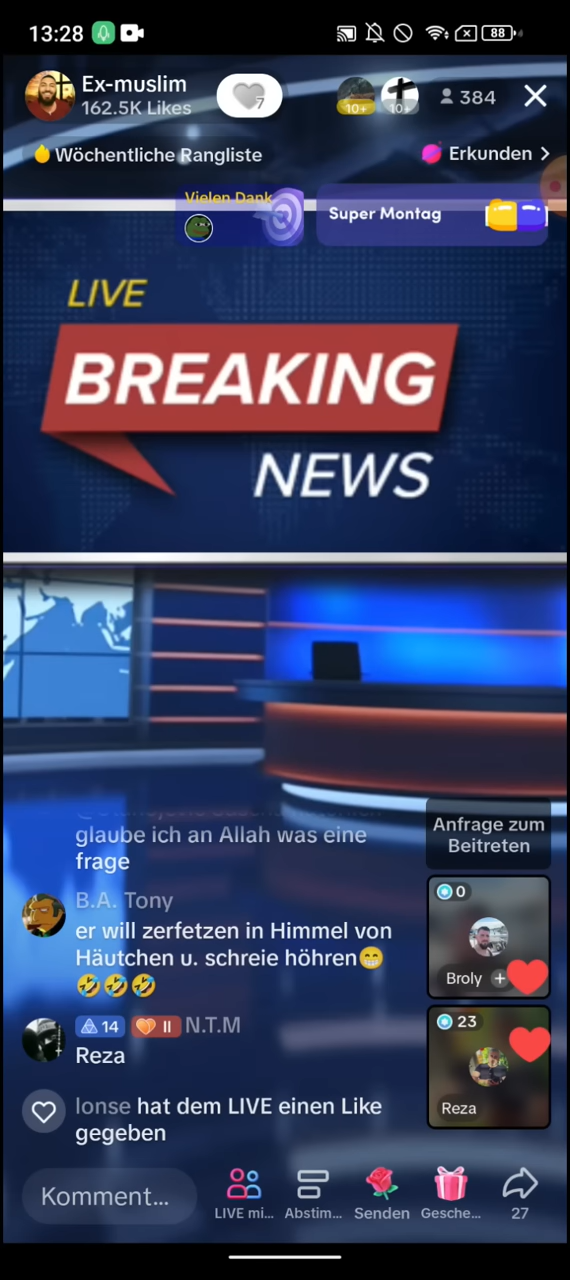 13:28
88
Ex-muslim
162.5K Likes
7
10+
10+
384
Wöchentliche Rangliste
Erkunden
Vielen Dank
Super Montag
LIVE
BREAKING
NEWS
glaube ich an Allah was eine
frage
B.A. Tony
er will zerfetzen in Himmel von
Häutchen u. schreie höhren😁
🤣🤣🤣
14 II N.T.M
Reza
lonse hat dem LIVE einen Like
gegeben
Anfrage zum
Beitreten
0
Broly +
23
Reza
Komment...
LIVE mi...
Abstim...
Senden
Gesche...
27